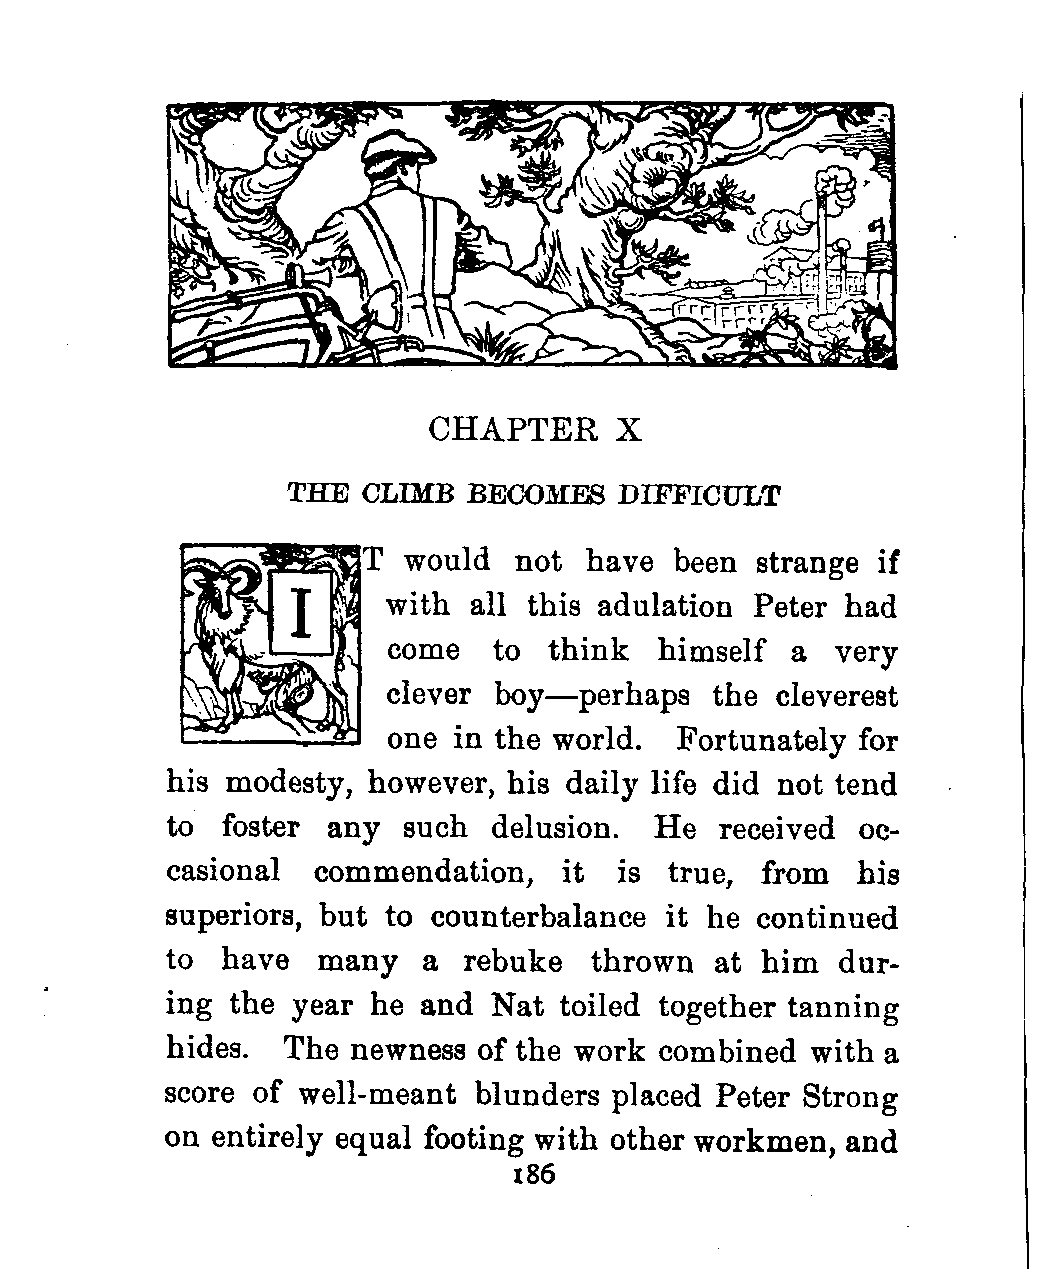 CHAPTER X
THE CLIMB BECOMES DIFFICULT
IT would not have been strange if
with all this adulation Peter had
come to think himself a very
clever boy—perhaps the cleverest
one in the world. Fortunately for
his modesty, however, his daily life did not tend
to foster any such delusion. He received oc-
casional commendation, it is true, from his
superiors, but to counterbalance it he continued
to have many a rebuke thrown at him dur-
ing the year he and Nat toiled together tanning
hides. The newness of the work combined with a
score of well-meant blunders placed Peter Strong
on entirely equal footing with other workmen, and
186